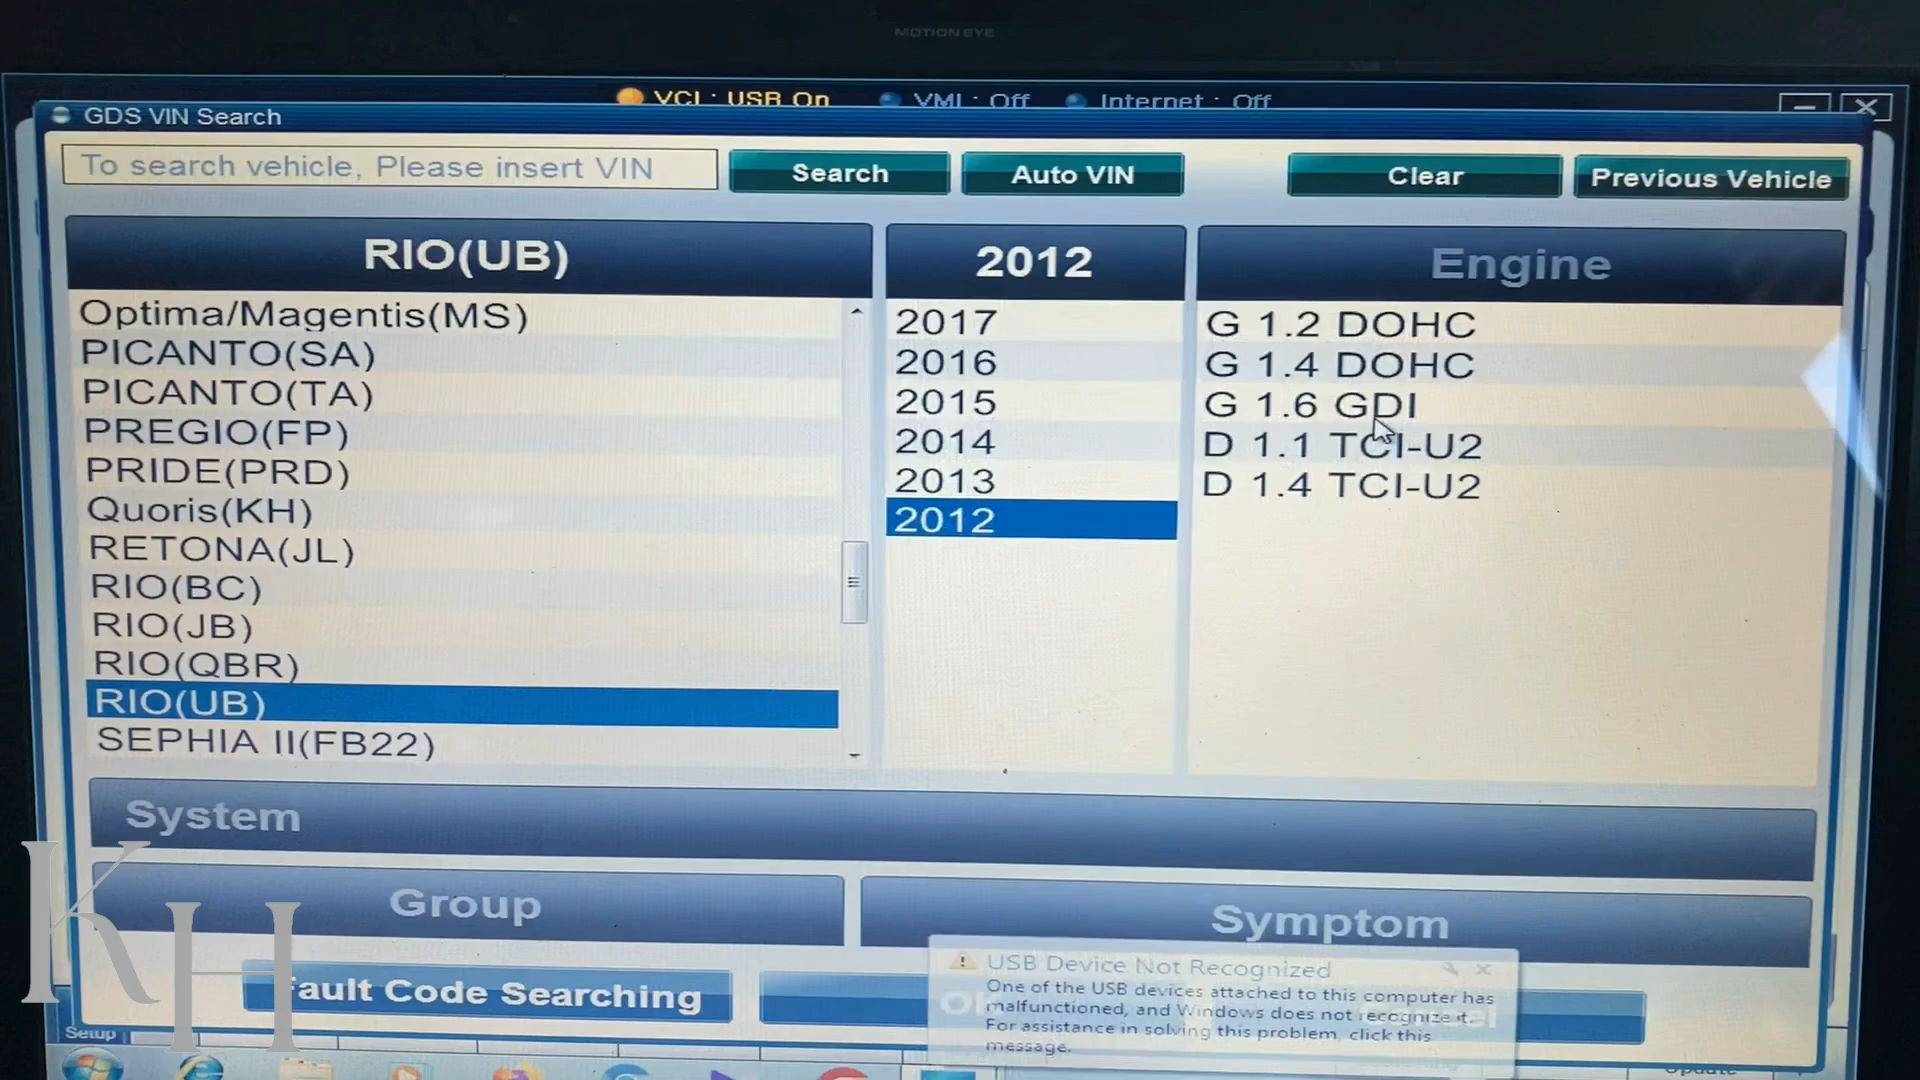 MOTION EYE
VCI : USB On
VMI : Off
Internet : Off
GDS VIN Search
To search vehicle, Please insert VIN
Search
Auto VIN
Clear
Previous Vehicle
RIO(UB)
2012
Engine
Optima/Magentis(MS)
PICANTO(SA)
PICANTO(TA)
PREGIO(FP)
PRIDE(PRD)
Quoris(KH)
RETONA(JL)
RIO(BC)
RIO(JB)
RIO(QBR)
RIO(UB)
SEPHIA II(FB22)
2017
2016
2015
2014
2013
2012
G 1.2 DOHC
G 1.4 DOHC
G 1.6 GDI
D 1.1 TCI-U2
D 1.4 TCI-U2
System
Group
Symptom
Fault Code Searching
USB Device Not Recognized
One of the USB devices attached to this computer has
malfunctioned, and Windows does not recognize it.
For assistance in solving this problem, click this
message.
Setup
Update
KH